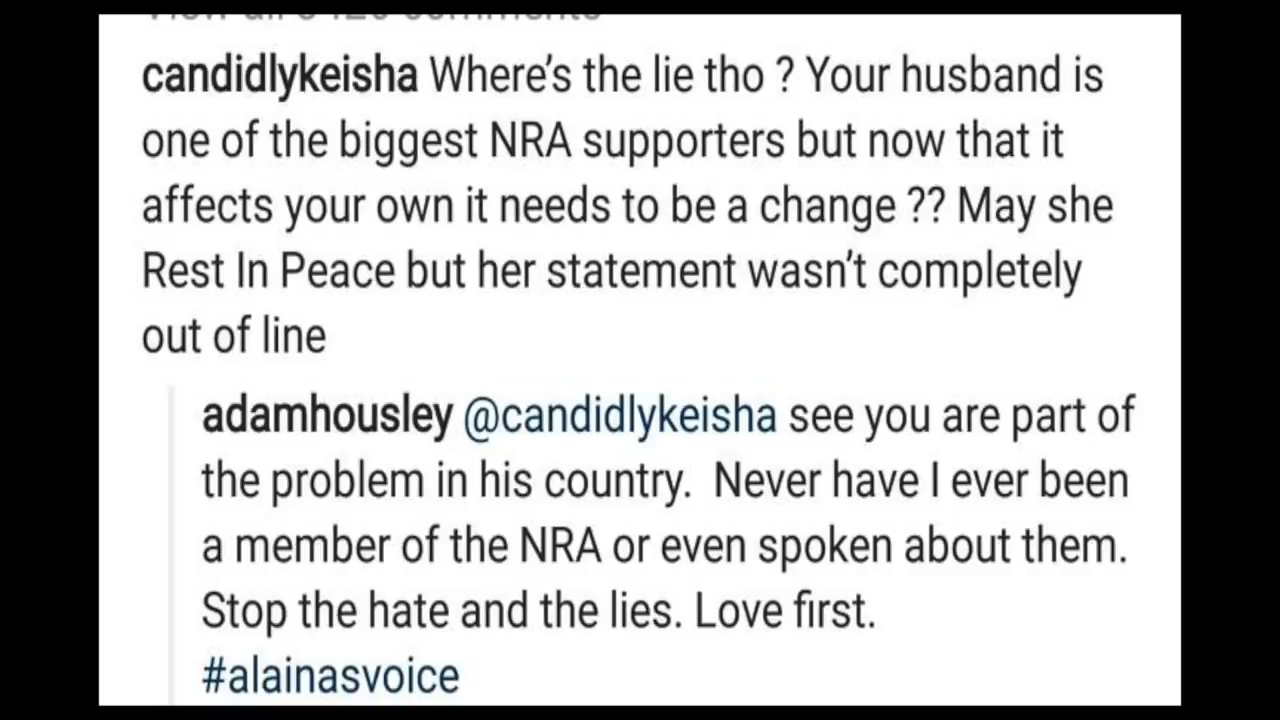 candidlykeisha Where's the lie tho ? Your husband is
one of the biggest NRA supporters but now that it
affects your own it needs to be a change ?? May she
Rest In Peace but her statement wasn't completely
out of line
adamhousley @candidlykeisha see you are part of
the problem in his country. Never have I ever been
a member of the NRA or even spoken about them.
Stop the hate and the lies. Love first.
#alainasvoice